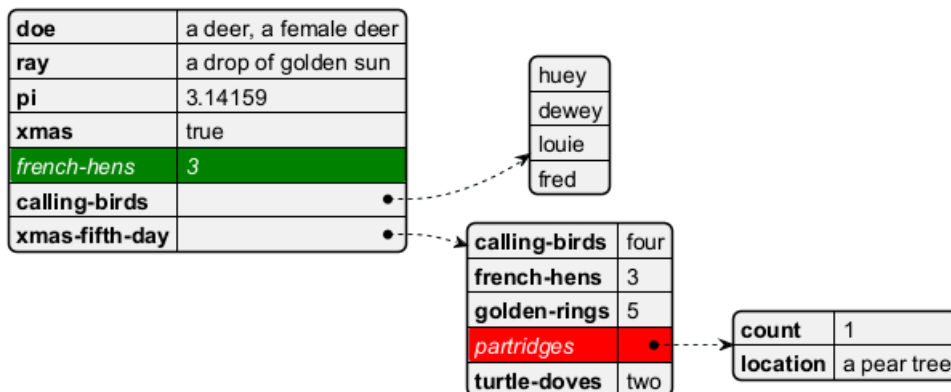 doe a deer, a female deer
ray a drop of golden sun
pi 3.14159
xmas true
french-hens 3
calling-birds
xmas-fifth-day
huey
dewey
louie
fred
calling-birds four
french-hens 3
golden-rings 5
partridges
turtle-doves two
count 1
location a pear tree